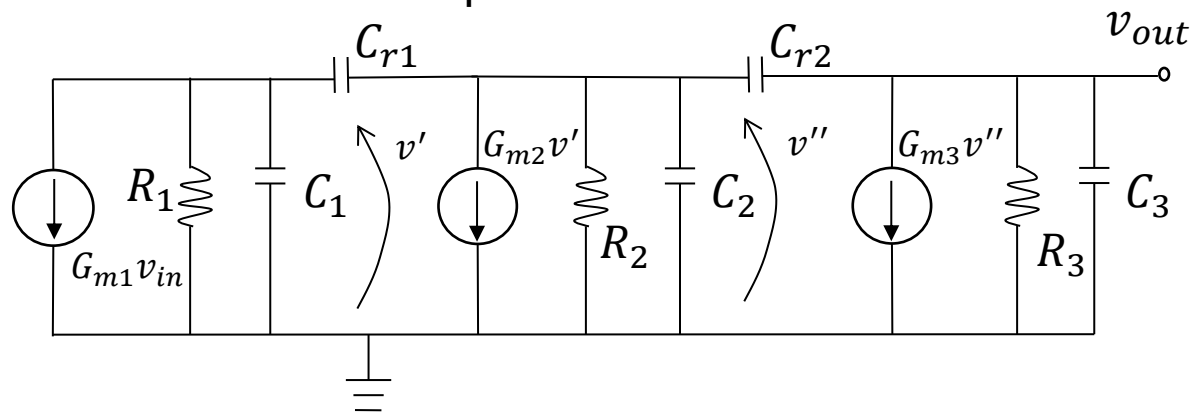 C_{r1}
C_{r2}
v_{out}
R_1
C_1
v'
G_{m2}v'
R_2
C_2
v''
G_{m3}v''
R_3
C_3
G_{m1}v_{in}